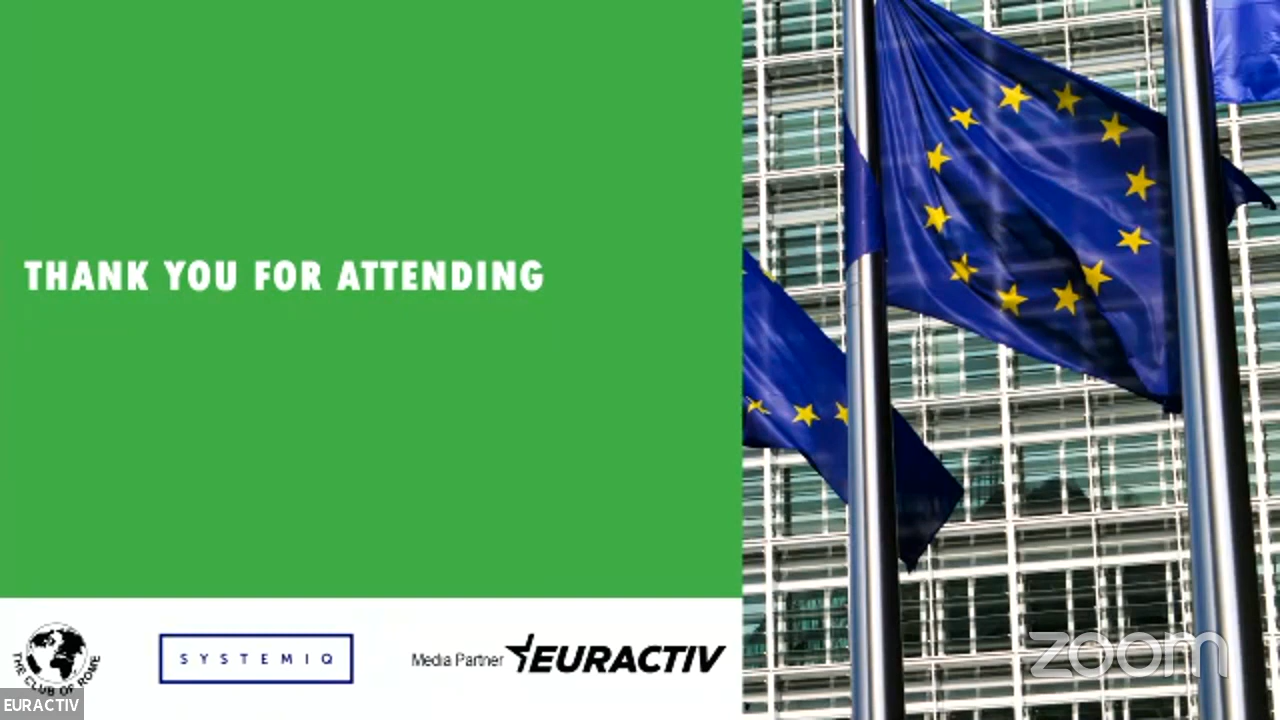 THANK YOU FOR ATTENDING
THE CLUB OF ROME
SYSTEMIQ
Media Partner EURACTIV
EURACTIV
zoom